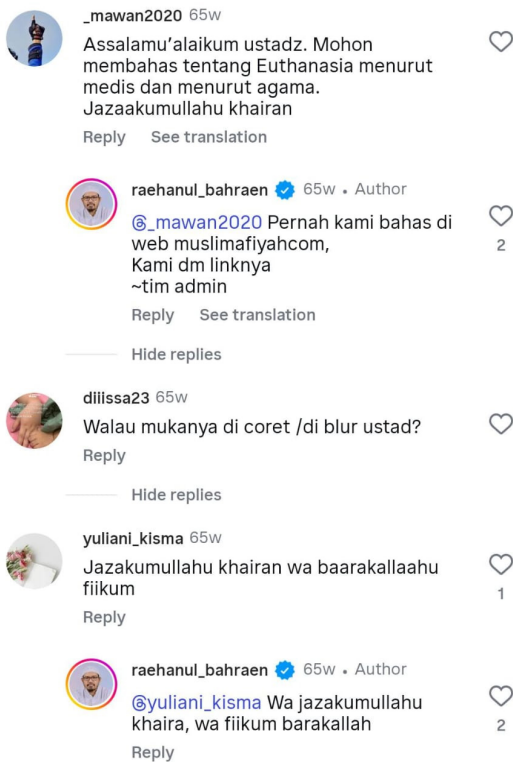 _mawan2020 65w
Assalamu’alaikum ustadz. Mohon
membahas tentang Euthanasia menurut
medis dan menurut agama.
Jazaakumullahu khairan
Reply See translation
raehanul_bahraen 65w • Author
@_mawan2020 Pernah kami bahas di
web muslimafiyahcom,
Kami dm linknya
~tim admin
2
Reply See translation
Hide replies
diiissa23 65w
Walau mukanya di coret /di blur ustad?
Reply
Hide replies
yuliani_kisma 65w
Jazakumullahu khairan wa baarakallaahu
fiikum
1
Reply
raehanul_bahraen 65w • Author
@yuliani_kisma Wa jazakumullahu
khaira, wa fiikum barakallah
2
Reply